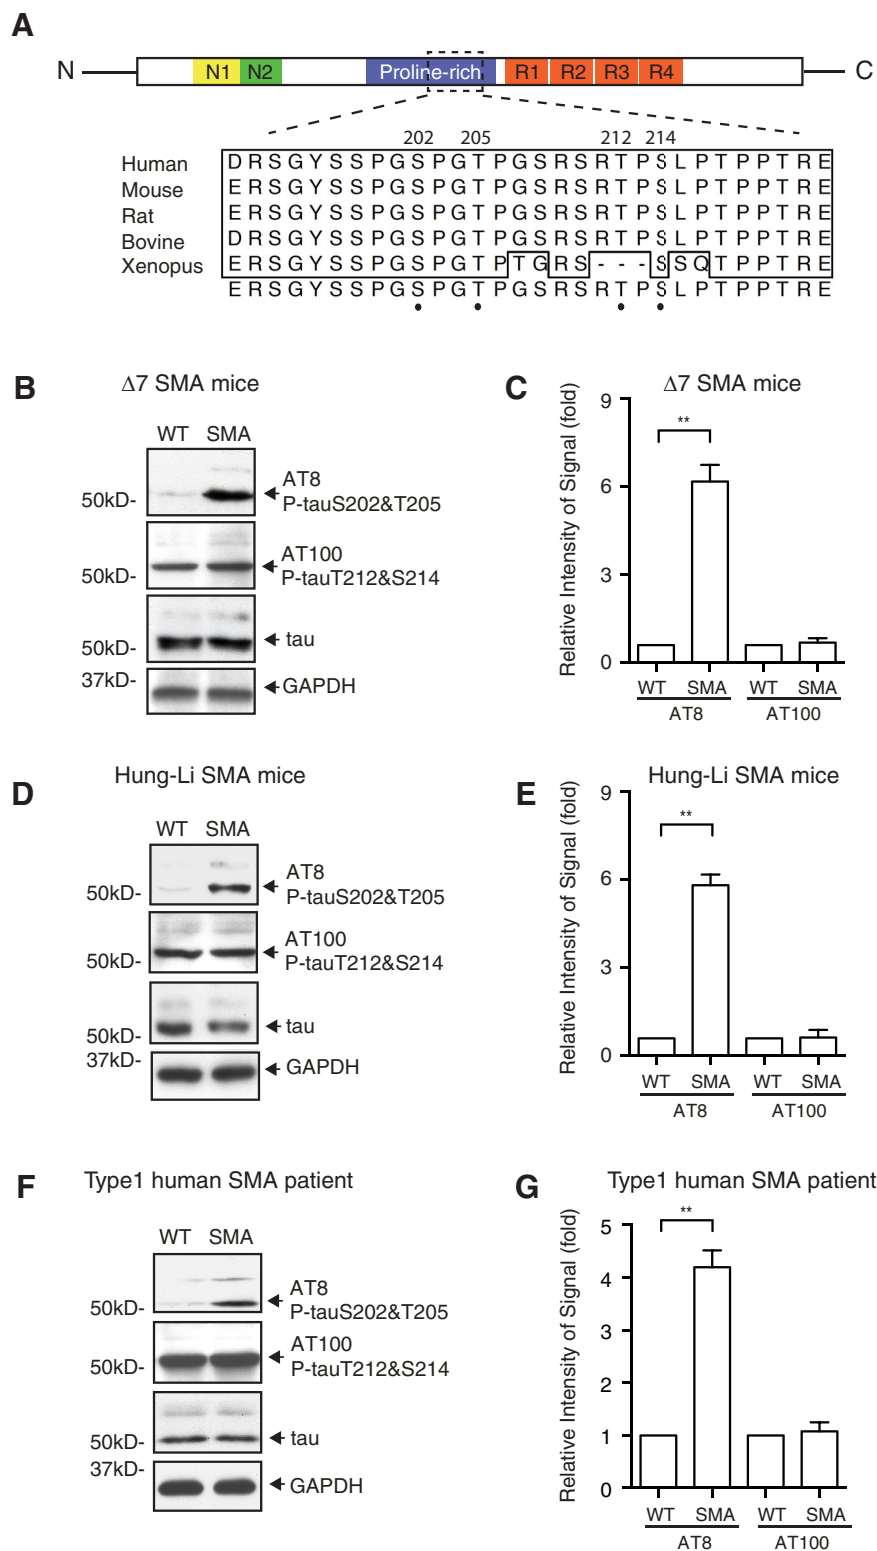 A
N N1 N2 Proline-rich R1 R2 R3 R4 C
202 205 212 214
Human DRSGYSSPGSPGTPGSRSRTPSLPTPPTRE
Mouse ERSGYSSPGSPGTPGSRSRTPSLPTPPTRE
Rat ERSGYSSPGSPGTPGSRSRTPSLPTPPTRE
Bovine DRSGYSSPGSPGTPGSRSRTPSLPTPPTRE
Xenopus ERSGYSSPGSPGTPTGRS---SSQTPPTRE
ERSGYSSPGSPGTPGSRSRTPSLPTPPTRE
B Δ7 SMA mice
WT SMA
50kD- AT8
P-tauS202&T205
50kD- AT100
P-tauT212&S214
50kD- tau
37kD- GAPDH
C Δ7 SMA mice
Relative Intensity of Signal (fold)
9
6
3
0
**
WT SMA WT SMA
AT8 AT100
D Hung-Li SMA mice
WT SMA
50kD- AT8
P-tauS202&T205
50kD- AT100
P-tauT212&S214
50kD- tau
37kD- GAPDH
E Hung-Li SMA mice
Relative Intensity of Signal (fold)
9
6
3
0
**
WT SMA WT SMA
AT8 AT100
F Type1 human SMA patient
WT SMA
50kD- AT8
P-tauS202&T205
50kD- AT100
P-tauT212&S214
50kD- tau
37kD- GAPDH
G Type1 human SMA patient
Relative Intensity of Signal (fold)
5
4
3
2
1
0
**
WT SMA WT SMA
AT8 AT100